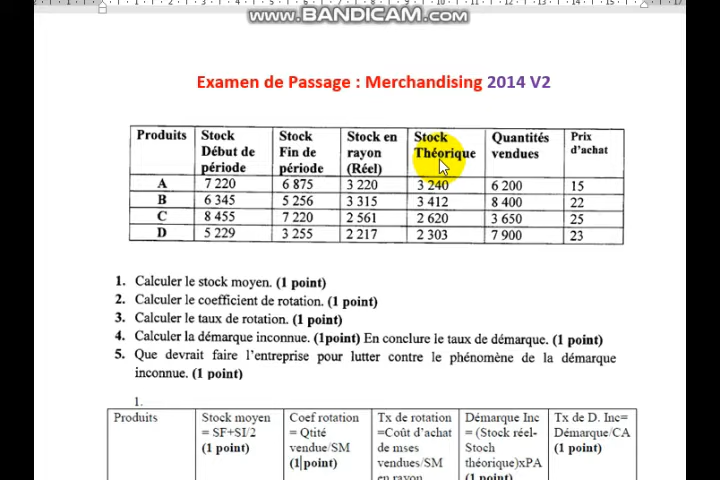 www.BANDICAM.com
Examen de Passage : Merchandising 2014 V2
Produits | Stock Début de période | Stock Fin de période | Stock en rayon (Réel) | Stock Théorique | Quantités vendues | Prix d'achat
A | 7 220 | 6 875 | 3 220 | 3 240 | 6 200 | 15
B | 6 345 | 5 256 | 3 315 | 3 412 | 8 400 | 22
C | 8 455 | 7 220 | 2 561 | 2 620 | 3 650 | 25
D | 5 229 | 3 255 | 2 217 | 2 303 | 7 900 | 23
1. Calculer le stock moyen. (1 point)
2. Calculer le coefficient de rotation. (1 point)
3. Calculer le taux de rotation. (1 point)
4. Calculer la démarque inconnue. (1point) En conclure le taux de démarque. (1 point)
5. Que devrait faire l'entreprise pour lutter contre le phénomène de la démarque
inconnue. (1 point)
1.
Produits | Stock moyen = SF+SI/2 (1 point) | Coef rotation = Qtité vendue/SM (1 point) | Tx de rotation =Coût d'achat de mses vendues/SM en rayon | Démarque Inc = (Stock réel- Stoch théorique)xPA (1 point) | Tx de D. Inc= Démarque/CA (1 point)